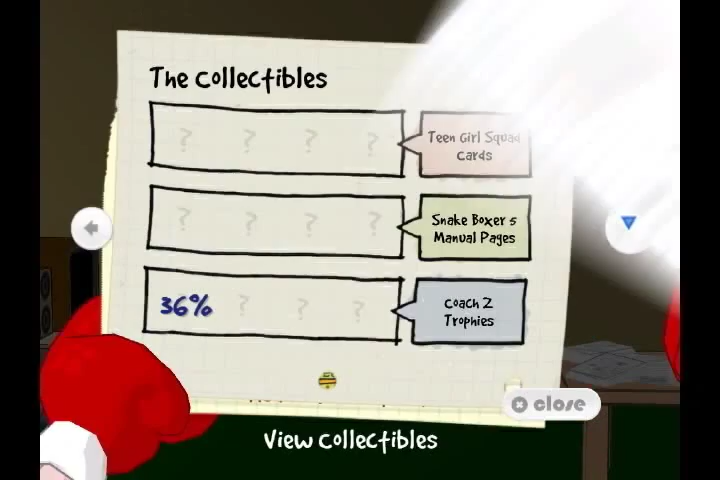 The Collectibles
? ? ? ?
Teen Girl Squad
Cards
? ? ? ?
Snake Boxer 5
Manual Pages
36% ? ? ?
Coach Z
Trophies
close
View Collectibles